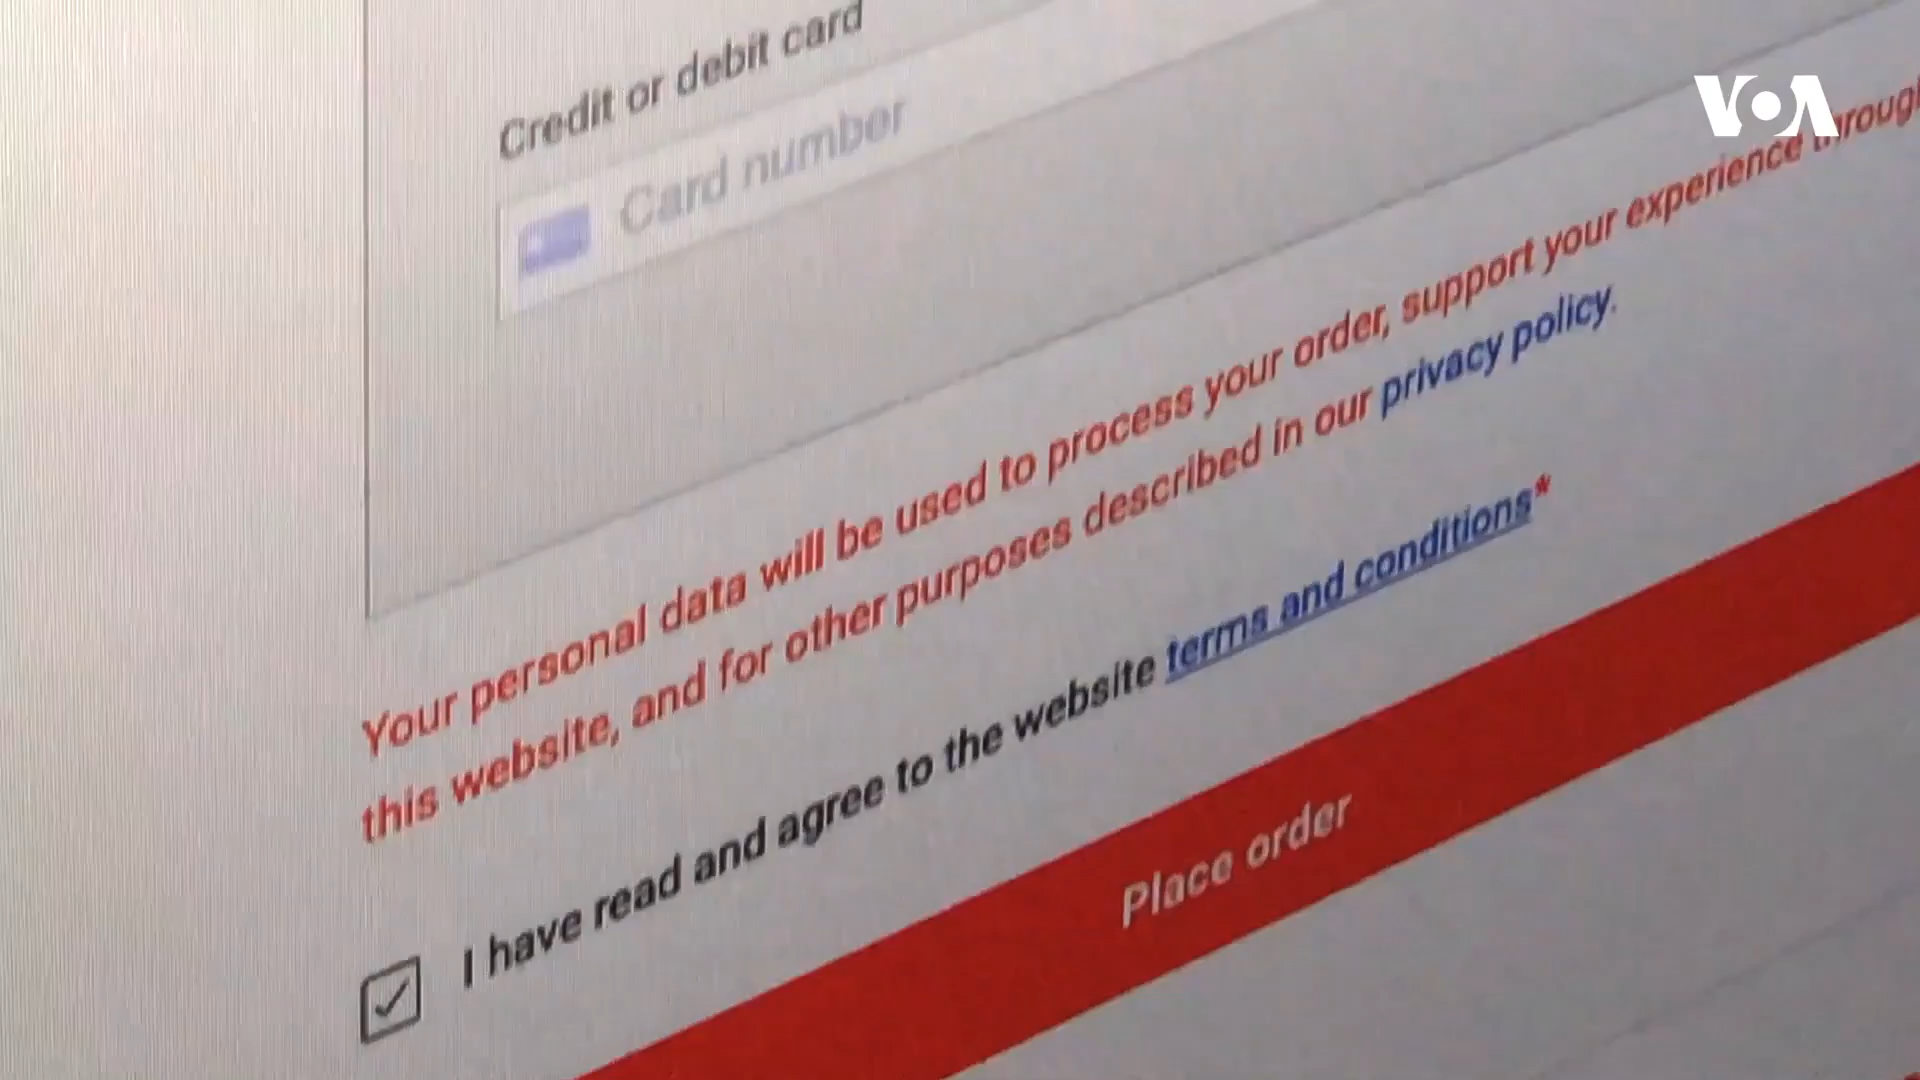 Credit or debit card
Card number
VOA
Your personal data will be used to process your order, support your experience
this website, and for other purposes described in our privacy policy.
I have read and agree to the website terms and conditions*
Place order